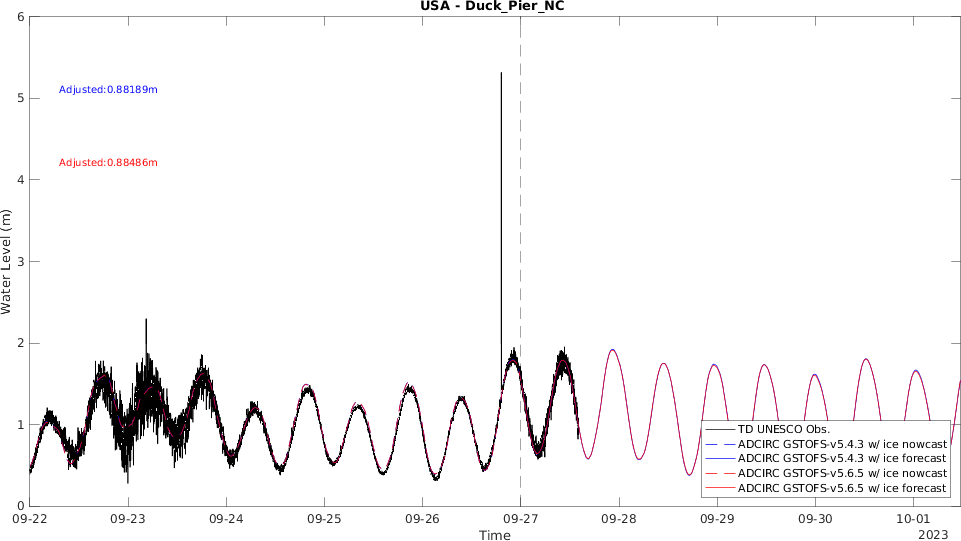 USA - Duck_Pier_NC
6
Adjusted:0.88189m
5
Adjusted:0.88486m
4
Water Level (m)
3
2
1
0
TD UNESCO Obs.
ADCIRC GSTOFS-v5.4.3 w/ ice nowcast
ADCIRC GSTOFS-v5.4.3 w/ ice forecast
ADCIRC GSTOFS-v5.6.5 w/ ice nowcast
ADCIRC GSTOFS-v5.6.5 w/ ice forecast
09-22 09-23 09-24 09-25 09-26 09-27 09-28 09-29 09-30 10-01
Time
2023